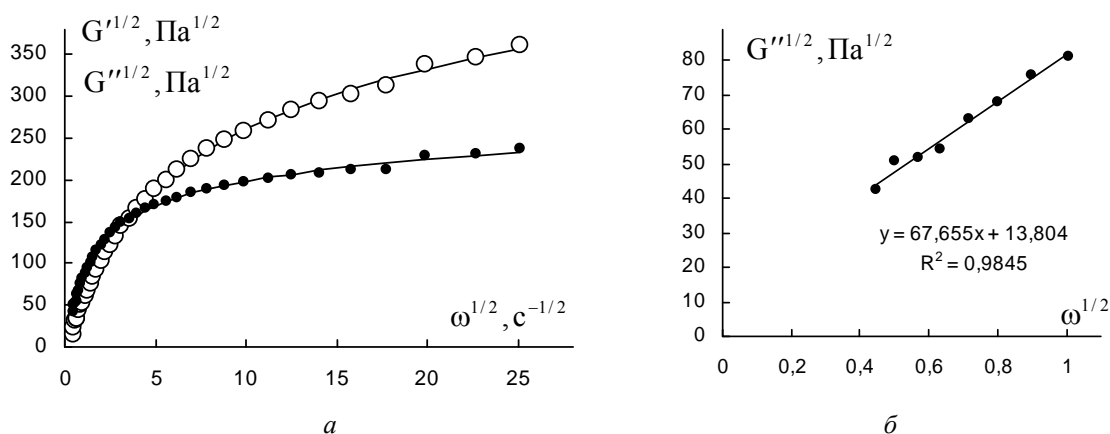 G′^{1/2}, Па^{1/2}
G″^{1/2}, Па^{1/2}
350
300
250
200
150
100
50
0
ω^{1/2}, с^{−1/2}
0 5 10 15 20 25
а
G″^{1/2}, Па^{1/2}
80
70
60
50
40
30
20
10
0
y = 67,655x + 13,804
R² = 0,9845
ω^{1/2}
0 0,2 0,4 0,6 0,8 1
б